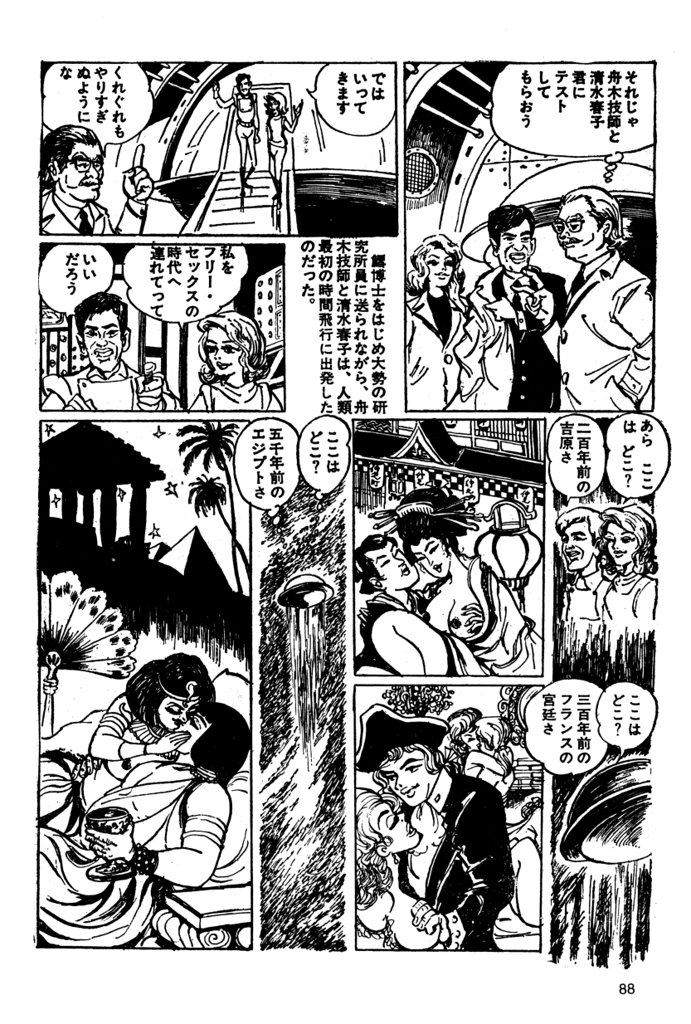 それじゃ
舟木技師と
清水春子
君に
テスト
して
もらおう
では
いって
きます
くれぐれも
やりすぎ
ぬように
な
鑓博士をはじめ大勢の研
究所員に送られながら、舟
木技師と清水春子は、人類
最初の時間飛行に出発した
のだった。
私を
フリー・
セックスの
時代へ
連れてって
いい
だろう
あら ここ
は どこ?
二百年前の
吉原さ
ここは
どこ?
三百年前の
フランスの
宮廷さ
ここは
どこ?
五千年前の
エジプトさ
88